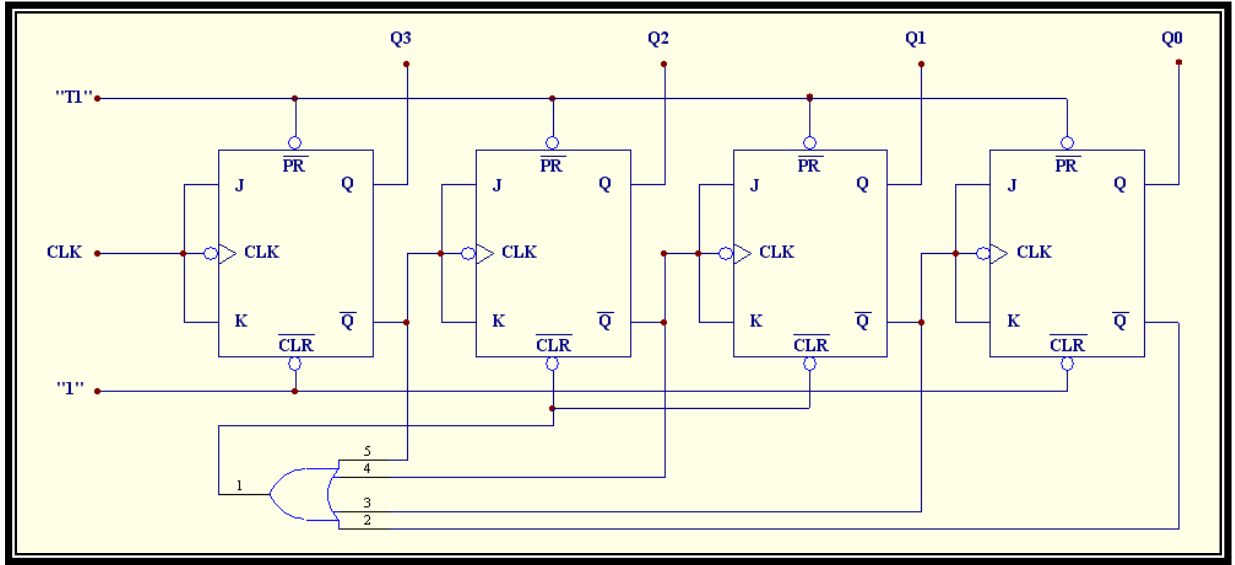 Q3 Q2 Q1 Q0
"T1"
PR PR PR PR
J Q J Q J Q J Q
CLK CLK CLK CLK CLK
K Q K Q K Q K Q
CLR CLR CLR CLR
"1"
5
4
1
3
2